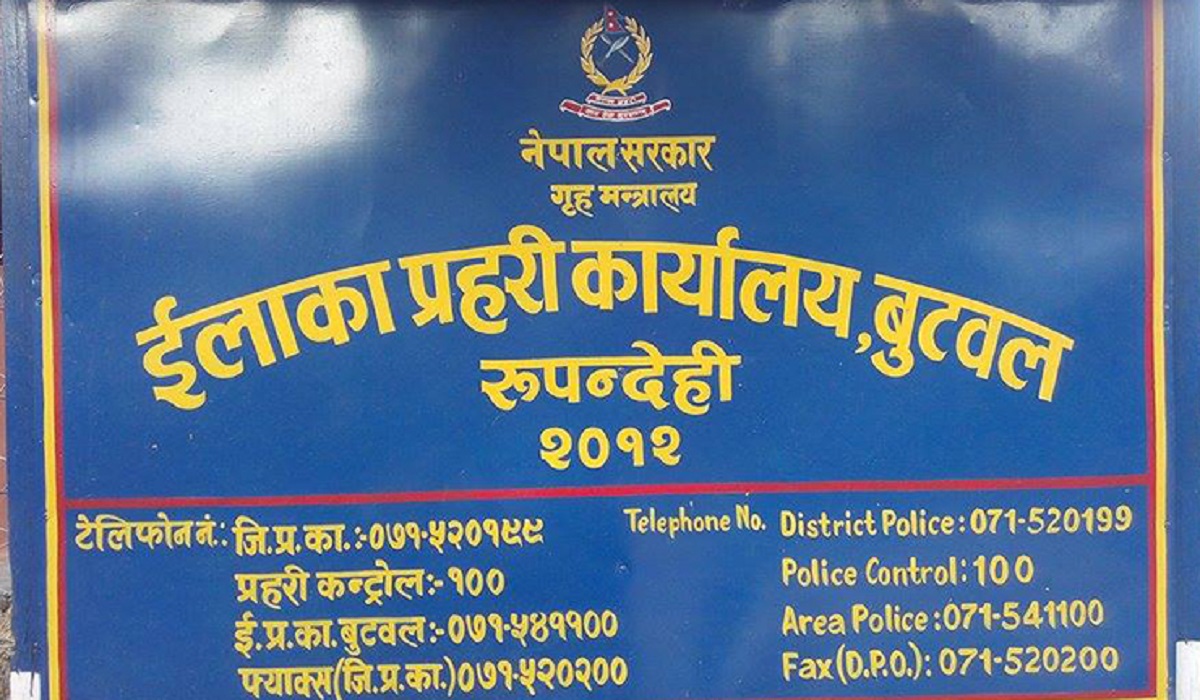 नेपाल सरकार
गृह मन्त्रालय
ईलाका प्रहरी कार्यालय, बुटवल
रूपन्देही
२०१२
टेलिफोन नं.: जि.प्र.का.:-०७१-५२०१९९
प्रहरी कन्ट्रोल:-१००
ई.प्र.का.बुटवल:-०७१-५४११००
फ्याक्स(जि.प्र.का.)०७१-५२०२००
Telephone No. District Police: 071-520199
Police Control: 100
Area Police: 071-541100
Fax (D.P.O.): 071-520200